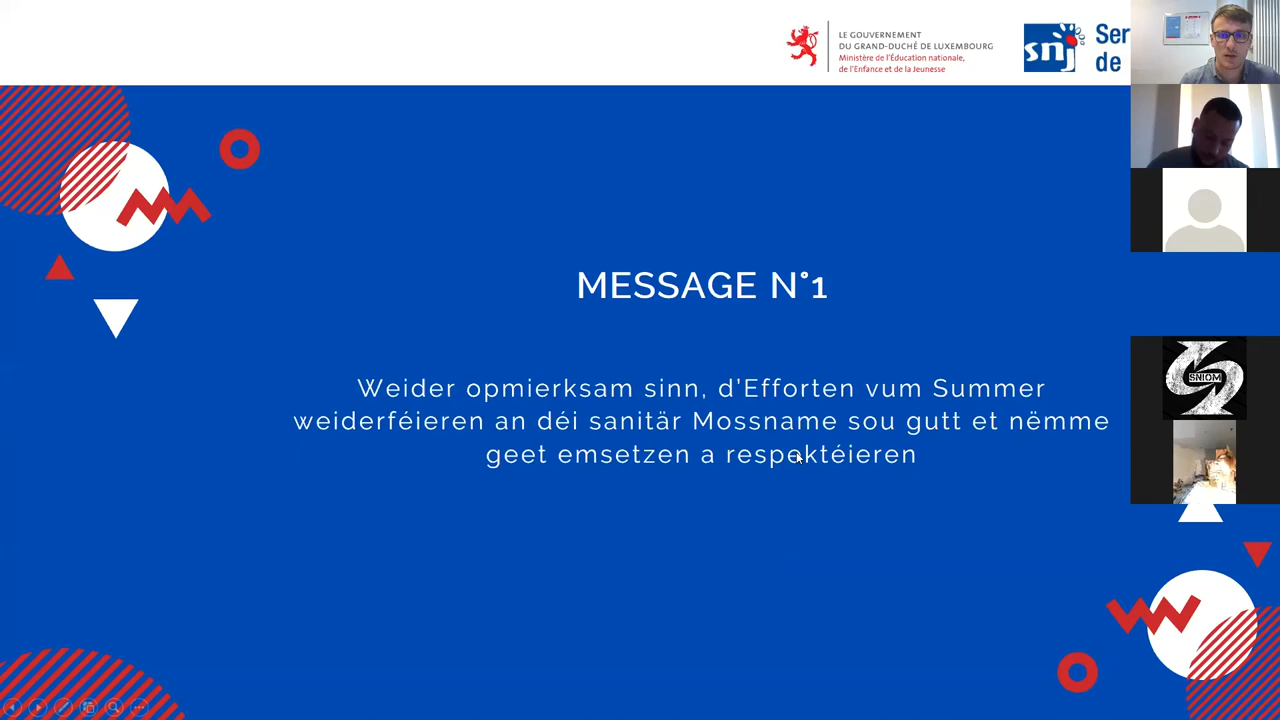 LE GOUVERNEMENT
DU GRAND-DUCHÉ DE LUXEMBOURG
Ministère de l'Éducation nationale,
de l'Enfance et de la Jeunesse
snj
Ser
de
MESSAGE N°1
Weider opmierksam sinn, d'Efforten vum Summer
weiderféieren an déi sanitär Mossname sou gutt et nëmme
geet emsetzen a respektéieren
SNIOM